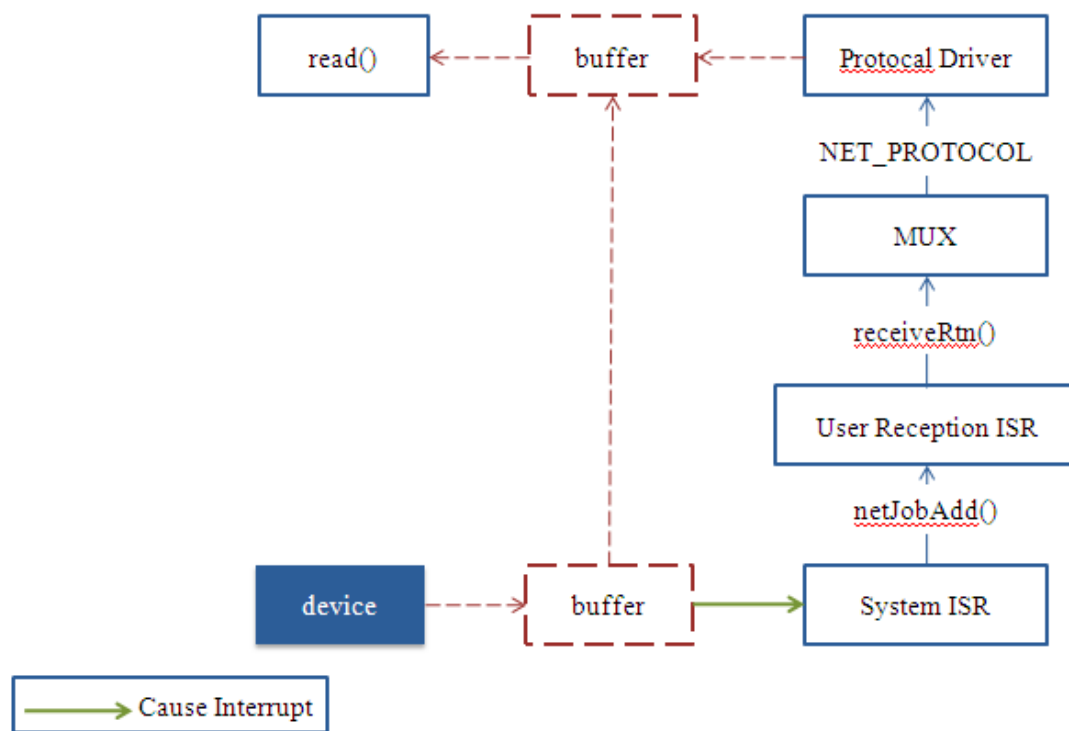 read()
buffer
Protocal Driver
NET_PROTOCOL
MUX
receiveRtn()
User Reception ISR
netJobAdd()
device
buffer
System ISR
Cause Interrupt